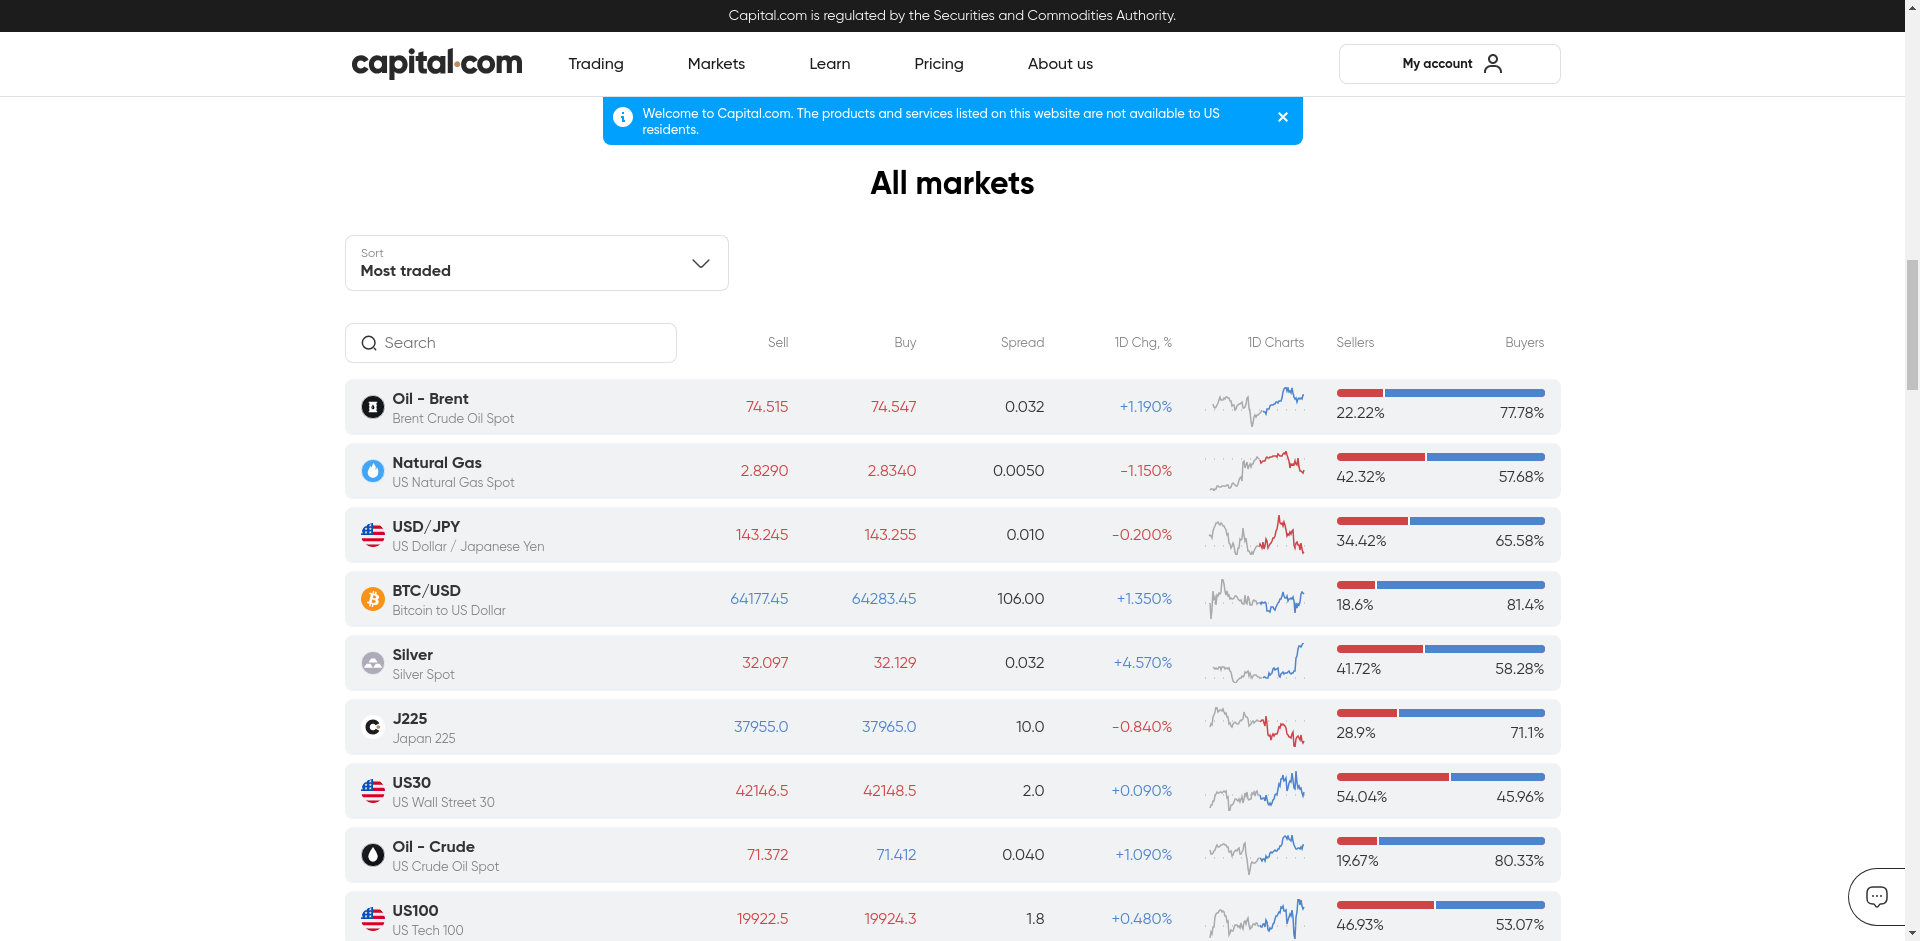 Capital.com is regulated by the Securities and Commodities Authority.
capital.com Trading Markets Learn Pricing About us My account
Welcome to Capital.com. The products and services listed on this website are not available to US
residents.
All markets
Sort
Most traded
Search Sell Buy Spread 1D Chg, % 1D Charts Sellers Buyers
Oil - Brent
Brent Crude Oil Spot
74.515 74.547 0.032 +1.190% 22.22% 77.78%
Natural Gas
US Natural Gas Spot
2.8290 2.8340 0.0050 -1.150% 42.32% 57.68%
USD/JPY
US Dollar / Japanese Yen
143.245 143.255 0.010 -0.200% 34.42% 65.58%
BTC/USD
Bitcoin to US Dollar
64177.45 64283.45 106.00 +1.350% 18.6% 81.4%
Silver
Silver Spot
32.097 32.129 0.032 +4.570% 41.72% 58.28%
J225
Japan 225
37955.0 37965.0 10.0 -0.840% 28.9% 71.1%
US30
US Wall Street 30
42146.5 42148.5 2.0 +0.090% 54.04% 45.96%
Oil - Crude
US Crude Oil Spot
71.372 71.412 0.040 +1.090% 19.67% 80.33%
US100
US Tech 100
19922.5 19924.3 1.8 +0.480% 46.93% 53.07%